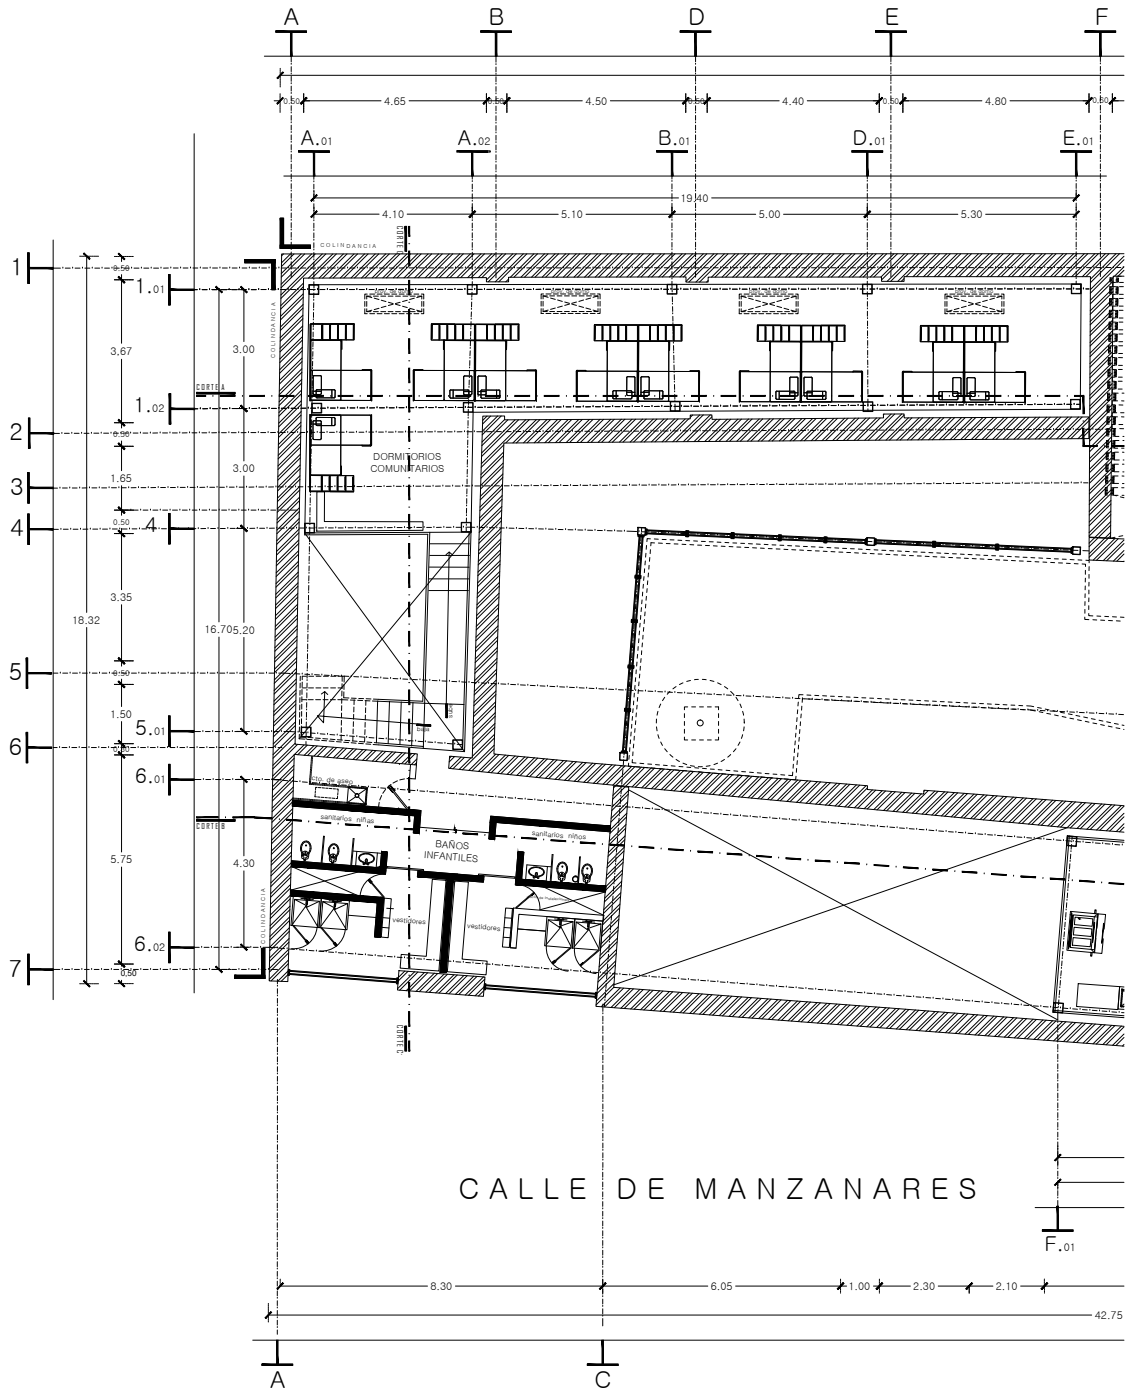 A B D E F
0.50 4.65 0.50 4.50 0.50 4.40 0.50 4.80 0.50
A.01 A.02 B.01 D.01 E.01
19.40
4.10 5.10 5.00 5.30
CORTE C
COLINDANCIA
1
0.50
1.01
COLINDANCIA
3.67
3.00
CORTE A
1.02
2
0.50
DORMITORIOS
COMUNITARIOS
3.00
1.65
3
0.50
4 4
3.35
18.32
16.70
5.20
5
0.50
1.50
sube
5.01
baja
6
6.01
cto. de aseo
sanitarios niñas
CORTE B
sanitarios niños
BAÑOS
INFANTILES
5.75
4.30
COLINDANCIA
vestidores
vestidores
6.02
7
0.50
CORTE C
CALLE DE MANZANARES
F.01
8.30 6.05 1.00 2.30 2.10
42.75
A C